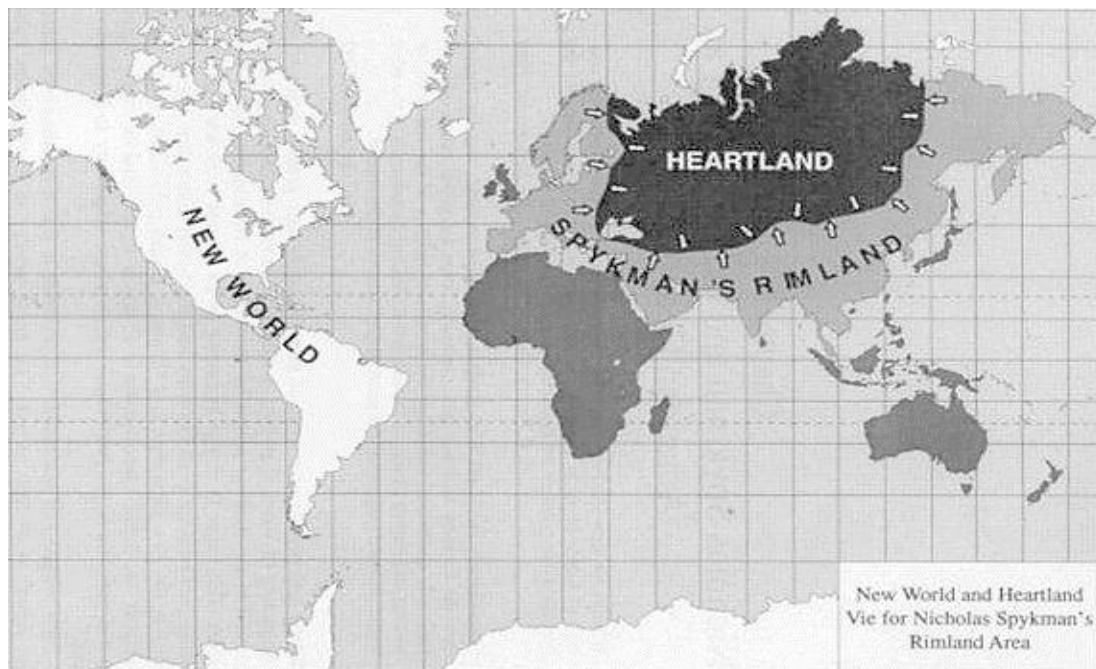 HEARTLAND
NEW WORLD
SPYKMAN'S RIMLAND
New World and Heartland
Vie for Nicholas Spykman's
Rimland Area